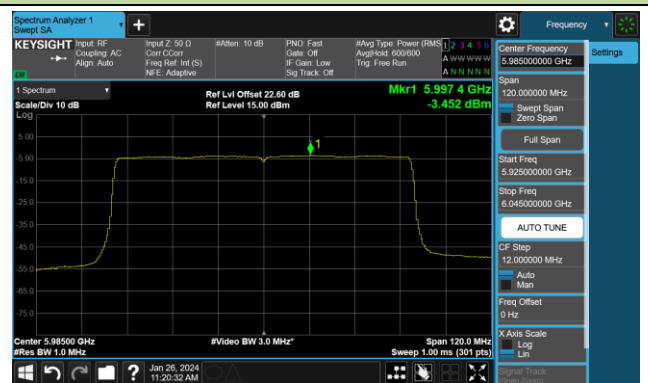 Spectrum Analyzer 1
Swept SA
Frequency
KEYSIGHT
Input: RF
Coupling: AC
Align: Auto
Input Z: 50 Ω
Corr CCorr
Freq Ref: Int (S)
NFE: Adaptive
#Atten: 10 dB
PNO: Fast
Gate: Off
IF Gain: Low
Sig Track: Off
#Avg Type: Power (RMS
Avg|Hold: 600/600
Trig: Free Run
1 2 3 4 5 6
A W W W W W
A N N N N N
LXI
1 Spectrum
Scale/Div 10 dB
Log
Ref Lvl Offset 22.60 dB
Ref Level 15.00 dBm
Mkr1 5.997 4 GHz
-3.452 dBm
1
5.00
-5.00
-15.0
-25.0
-35.0
-45.0
-55.0
-65.0
-75.0
Center 5.98500 GHz
#Res BW 1.0 MHz
#Video BW 3.0 MHz*
Span 120.0 MHz
Sweep 1.00 ms (301 pts)
Jan 26, 2024
11:20:32 AM
Center Frequency
5.985000000 GHz
Settings
Span
120.000000 MHz
Swept Span
Zero Span
Full Span
Start Freq
5.925000000 GHz
Stop Freq
6.045000000 GHz
AUTO TUNE
CF Step
12.000000 MHz
Auto
Man
Freq Offset
0 Hz
X Axis Scale
Log
Lin
Signal Track
(Span Zoom)